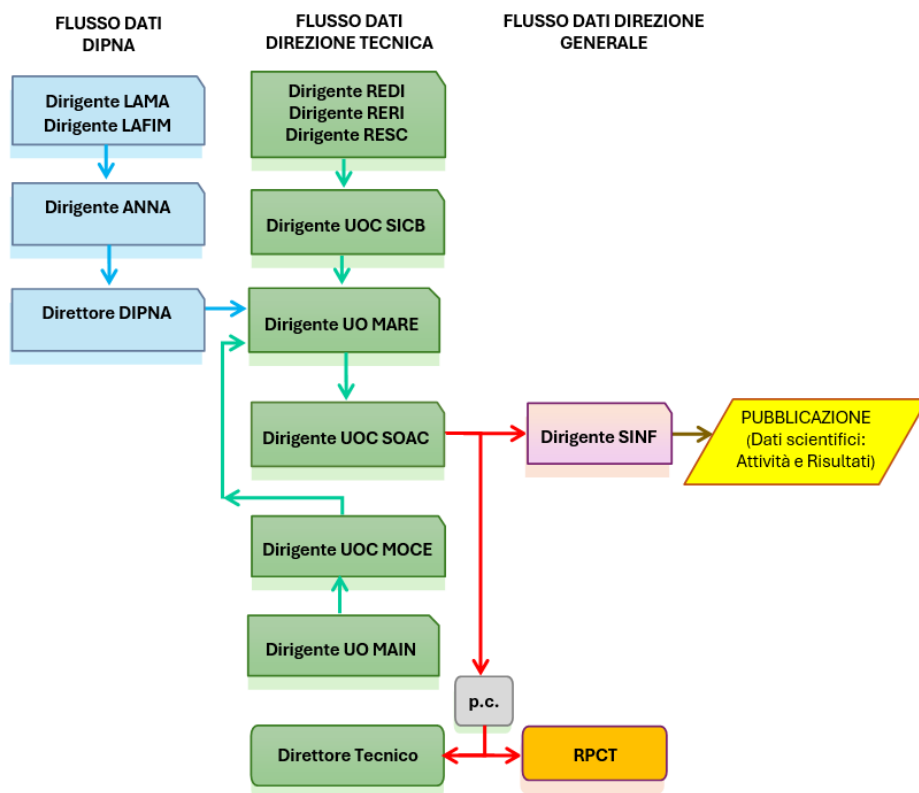 FLUSSO DATI
DIPNA
FLUSSO DATI
DIREZIONE TECNICA
FLUSSO DATI DIREZIONE
GENERALE
Dirigente LAMA
Dirigente LAFIM
Dirigente REDI
Dirigente RERI
Dirigente RESC
Dirigente ANNA
Dirigente UOC SICB
Direttore DIPNA
Dirigente UO MARE
Dirigente UOC SOAC
Dirigente SINF
PUBBLICAZIONE
(Dati scientifici:
Attività e Risultati)
Dirigente UOC MOCE
Dirigente UO MAIN
p.c.
Direttore Tecnico
RPCT